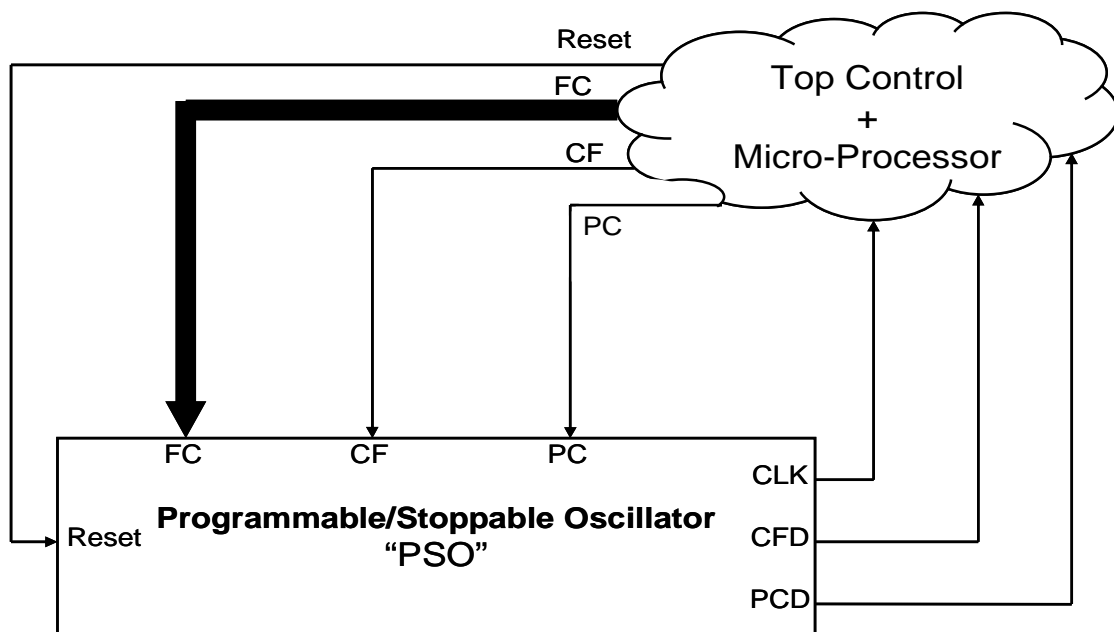 Reset
FC
CF
PC
Top Control
+
Micro-Processor
FC
CF
PC
CLK
CFD
PCD
Reset
Programmable/Stoppable Oscillator
“PSO”